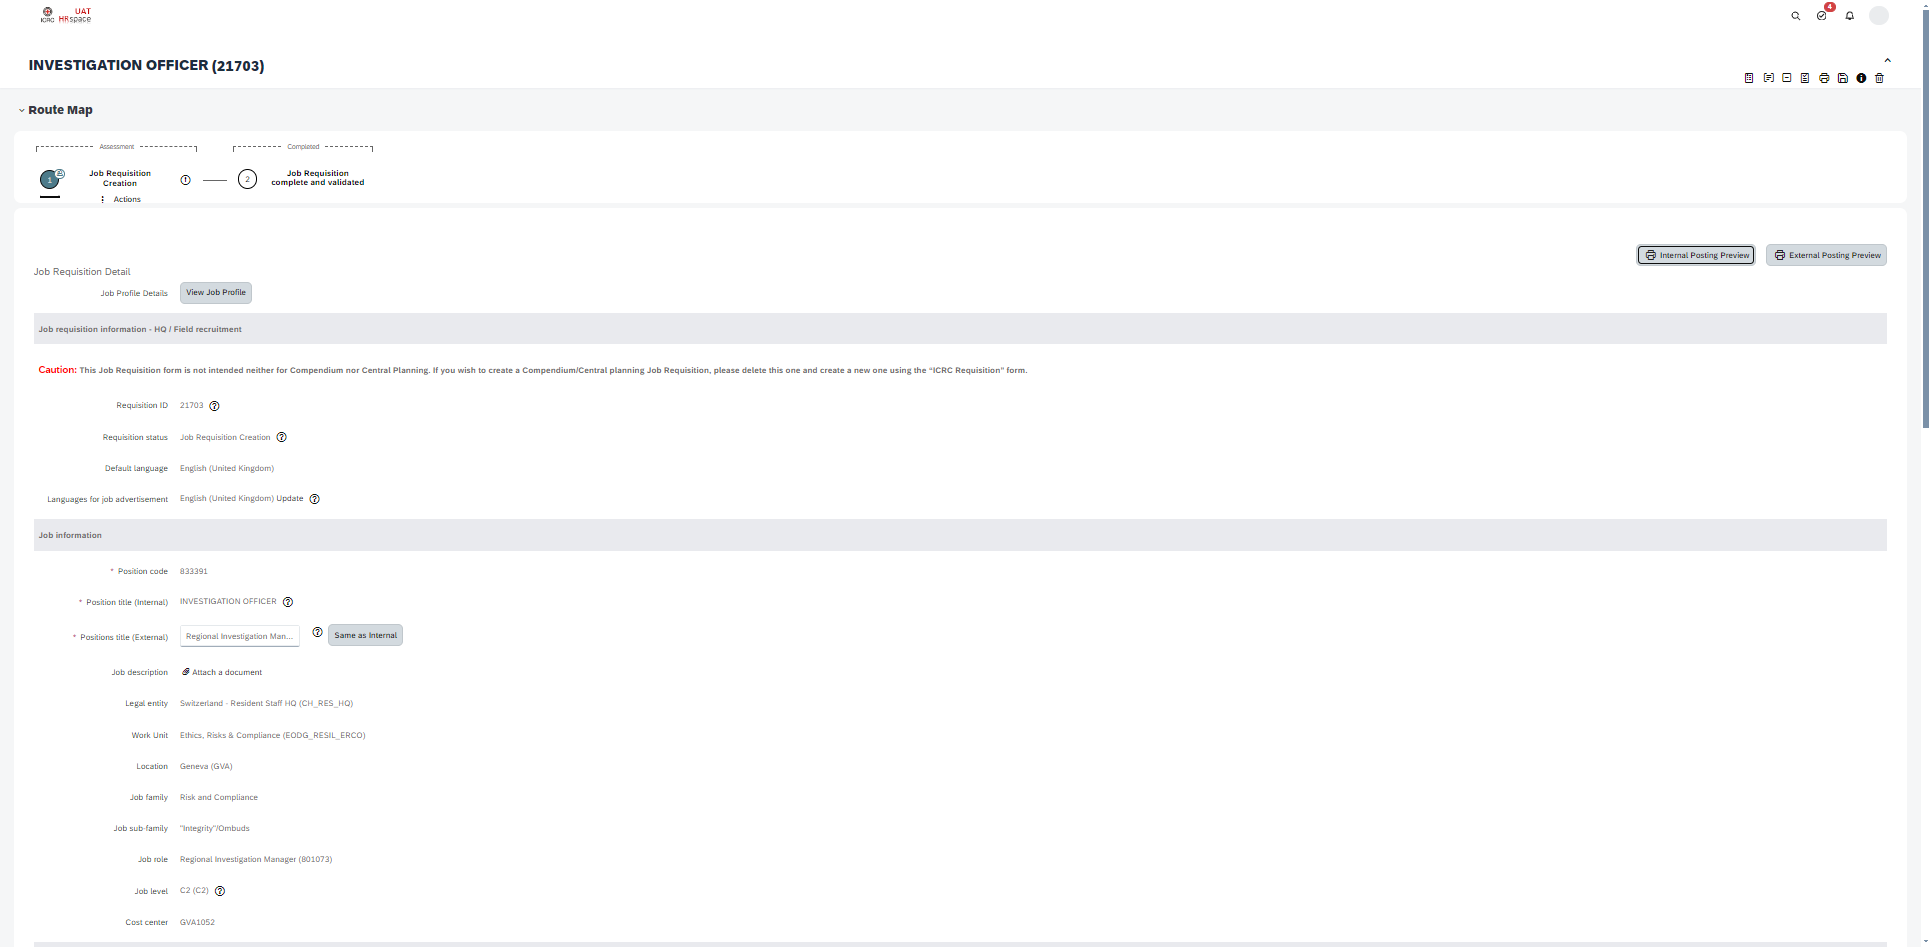 ICRC UAT HRspace
4
INVESTIGATION OFFICER (21703)
Route Map
Assessment Completed
1 Job Requisition Creation 2 Job Requisition complete and validated
Actions
Internal Posting Preview External Posting Preview
Job Requisition Detail
Job Profile Details View Job Profile
Job requisition information - HQ / Field recruitment
Caution: This Job Requisition form is not intended neither for Compendium nor Central Planning. If you wish to create a Compendium/Central planning Job Requisition, please delete this one and create a new one using the “ICRC Requisition” form.
Requisition ID 21703
Requisition status Job Requisition Creation
Default language English (United Kingdom)
Languages for job advertisement English (United Kingdom) Update
Job information
* Position code 833391
* Position title (Internal) INVESTIGATION OFFICER
* Positions title (External) Regional Investigation Man... Same as Internal
Job description Attach a document
Legal entity Switzerland - Resident Staff HQ (CH_RES_HQ)
Work Unit Ethics, Risks & Compliance (EODG_RESIL_ERCO)
Location Geneva (GVA)
Job family Risk and Compliance
Job sub-family "Integrity"/Ombuds
Job role Regional Investigation Manager (801073)
Job level C2 (C2)
Cost center GVA1052